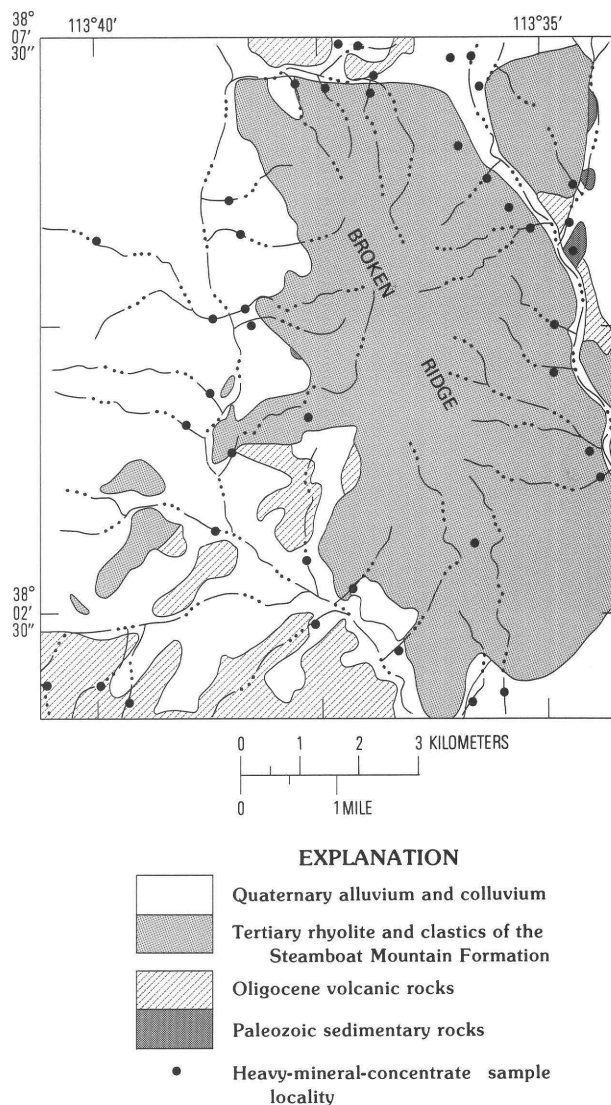 38°
07'
30"
113°40'
113°35'
BROKEN
RIDGE
38°
02'
30"
0 1 2 3 KILOMETERS
0 1 MILE
EXPLANATION
Quaternary alluvium and colluvium
Tertiary rhyolite and clastics of the
Steamboat Mountain Formation
Oligocene volcanic rocks
Paleozoic sedimentary rocks
Heavy-mineral-concentrate sample
locality